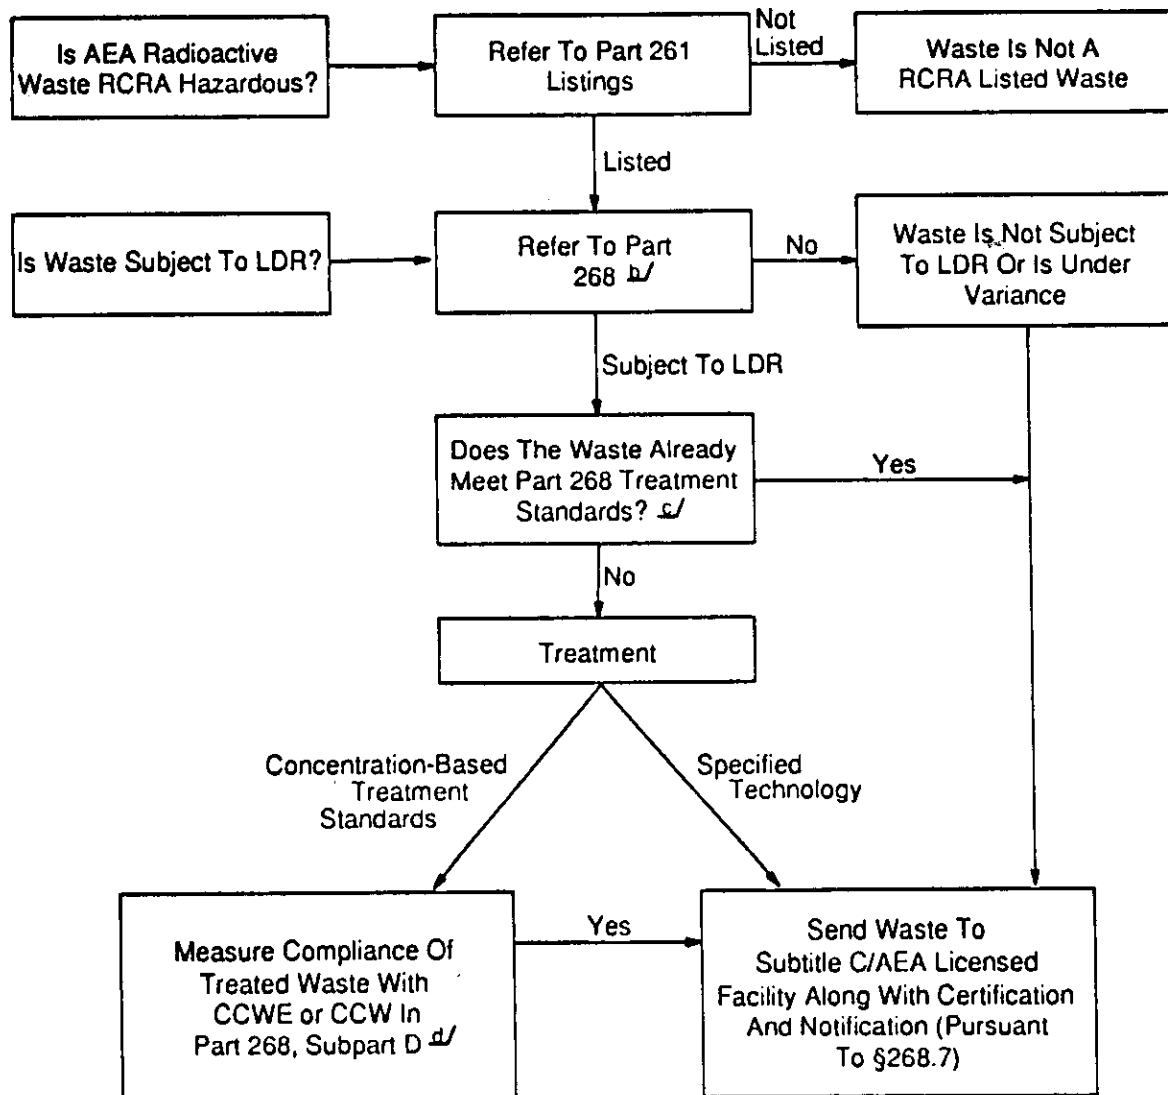 Is AEA Radioactive
Waste RCRA Hazardous?
Refer To Part 261
Listings
Not
Listed
Waste Is Not A
RCRA Listed Waste
Listed
Is Waste Subject To LDR?
Refer To Part
268 b/
No
Waste Is Not Subject
To LDR Or Is Under
Variance
Subject To LDR
Does The Waste Already
Meet Part 268 Treatment
Standards? c/
Yes
No
Treatment
Concentration-Based
Treatment
Standards
Specified
Technology
Measure Compliance Of
Treated Waste With
CCWE or CCW In
Part 268, Subpart D d/
Yes
Send Waste To
Subtitle C/AEA Licensed
Facility Along With Certification
And Notification (Pursuant
To §268.7)